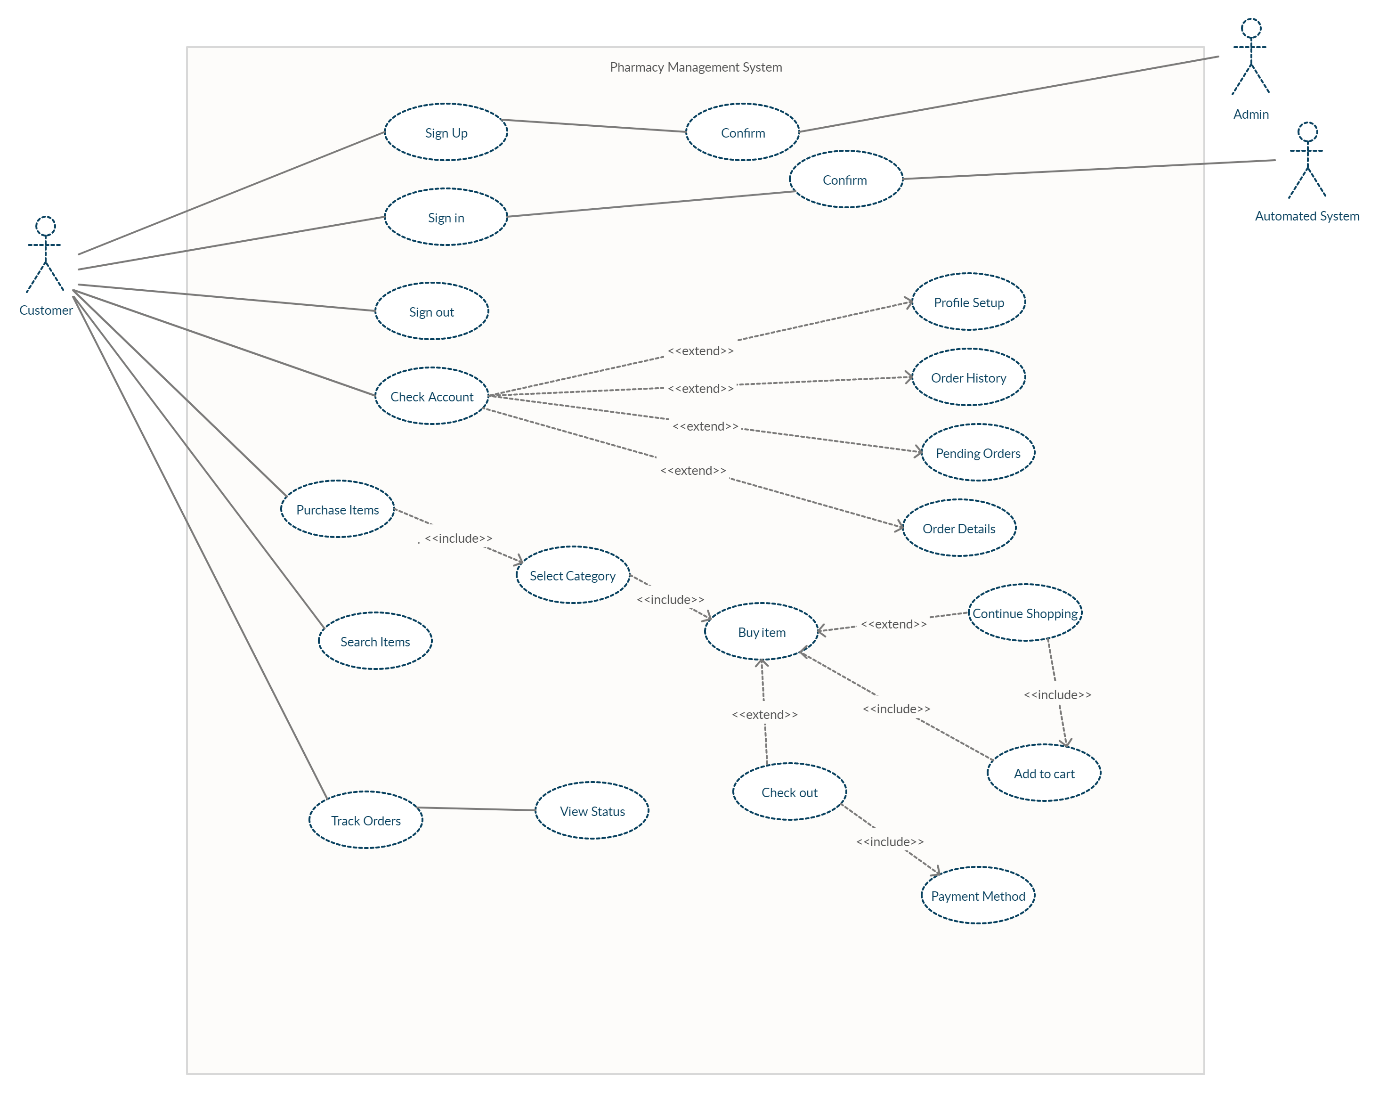 Pharmacy Management System
Admin
Sign Up
Confirm
Confirm
Automated System
Sign in
Customer
Sign out
Profile Setup
<<extend>>
Check Account
<<extend>>
Order History
<<extend>>
Pending Orders
<<extend>>
Purchase Items
<<include>>
Order Details
Select Category
<<include>>
Continue Shopping
<<extend>>
Buy item
Search Items
<<include>>
<<include>>
<<extend>>
Add to cart
Check out
View Status
Track Orders
<<include>>
Payment Method